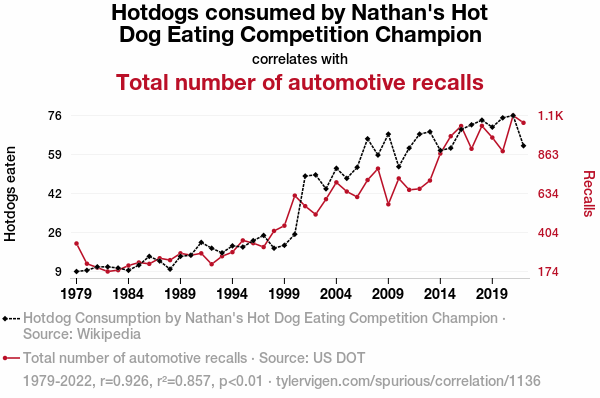 Hotdogs consumed by Nathan's Hot
Dog Eating Competition Champion
correlates with
Total number of automotive recalls
76
59
42
26
9
Hotdogs eaten
1.1K
863
634
404
174
Recalls
1979
1984
1989
1994
1999
2004
2009
2014
2019
Hotdog Consumption by Nathan's Hot Dog Eating Competition Champion ·
Source: Wikipedia
Total number of automotive recalls · Source: US DOT
1979-2022, r=0.926, r²=0.857, p<0.01 · tylervigen.com/spurious/correlation/1136